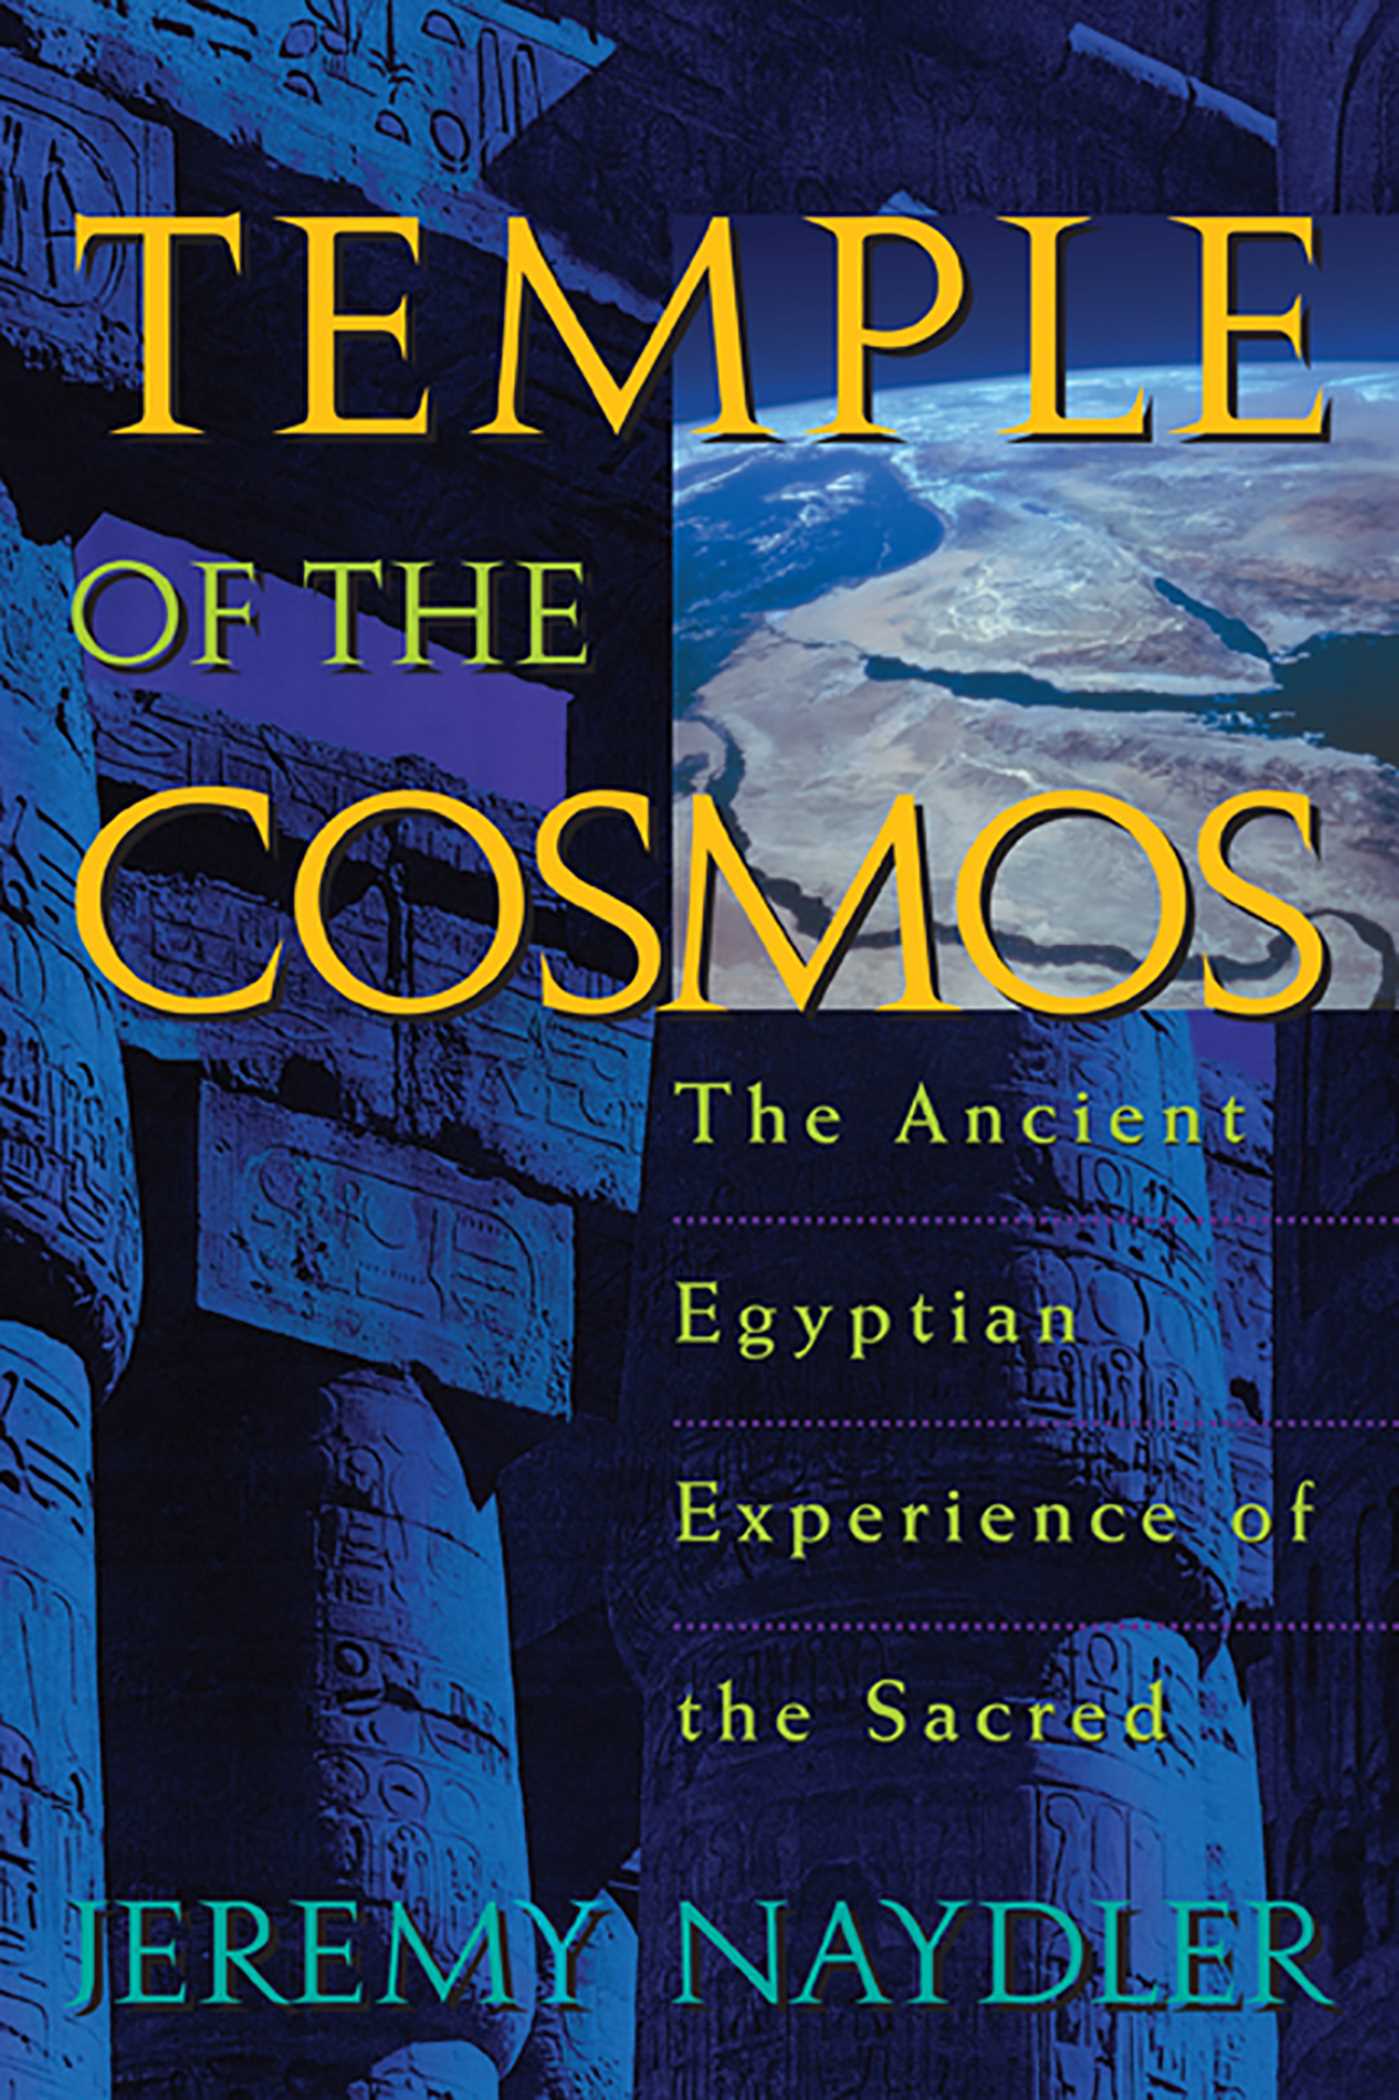 TEMPLE
OF THE
COSMOS
The Ancient
Egyptian
Experience of
the Sacred
JEREMY NAYDLER